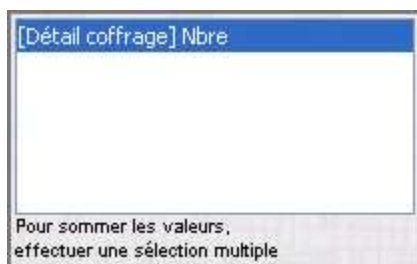 [Détail coffrage] Nbre
Pour sommer les valeurs,
effectuer une sélection multiple